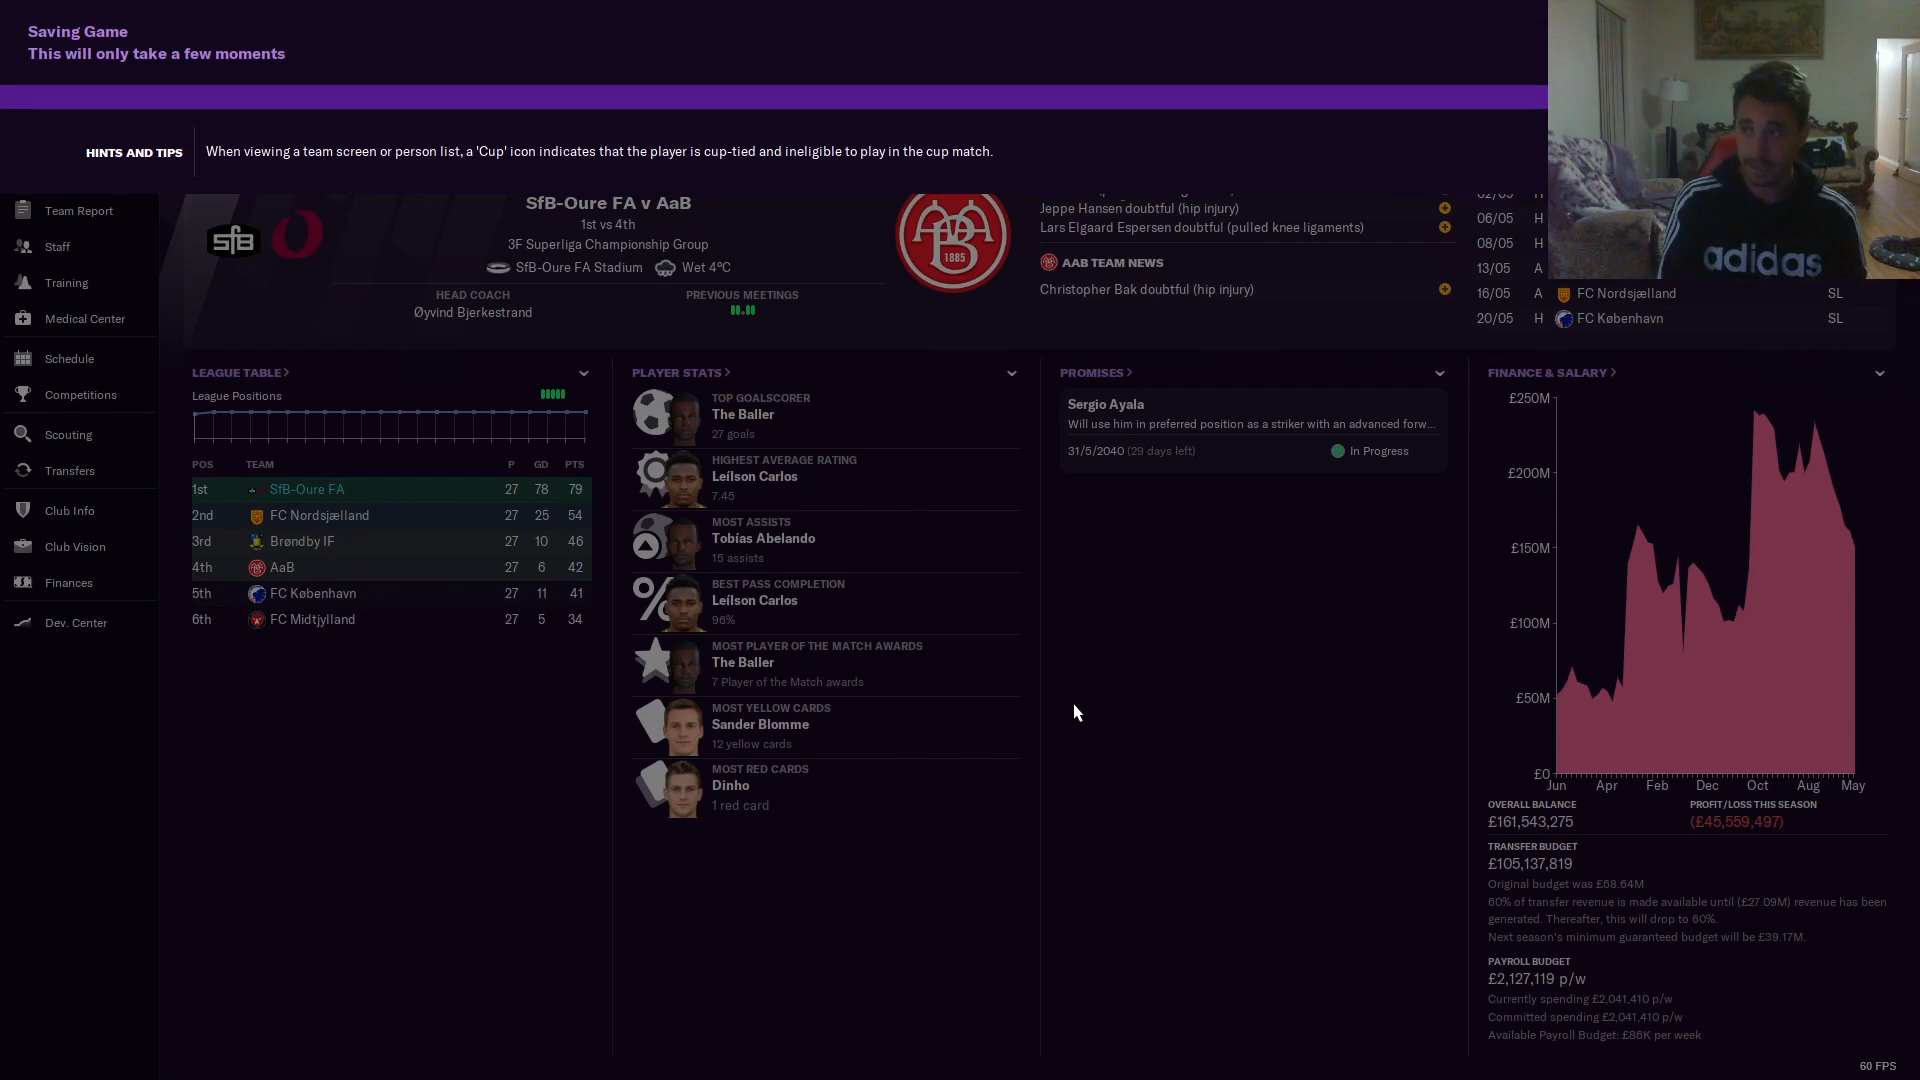 Saving Game
This will only take a few moments
HINTS AND TIPS
When viewing a team screen or person list, a 'Cup' icon indicates that the player is cup-tied and ineligible to play in the cup match.
Team Report
Staff
Training
Medical Center
Schedule
Competitions
Scouting
Transfers
Club Info
Club Vision
Finances
Dev. Center
SfB
SfB-Oure FA v AaB
1st vs 4th
3F Superliga Championship Group
SfB-Oure FA Stadium
Wet 4°C
HEAD COACH
Øyvind Bjerkestrand
PREVIOUS MEETINGS
1885
Jeppe Hansen doubtful (hip injury)
Lars Elgaard Espersen doubtful (pulled knee ligaments)
AAB TEAM NEWS
Christopher Bak doubtful (hip injury)
02/05 H
06/05 H
08/05 H
13/05 A
16/05 A FC Nordsjælland SL
20/05 H FC København SL
adidas
LEAGUE TABLE
League Positions
POS TEAM P GD PTS
1st SfB-Oure FA 27 78 79
2nd FC Nordsjælland 27 25 54
3rd Brøndby IF 27 10 46
4th AaB 27 6 42
5th FC København 27 11 41
6th FC Midtjylland 27 5 34
PLAYER STATS
TOP GOALSCORER
The Baller
27 goals
HIGHEST AVERAGE RATING
Leílson Carlos
7.45
MOST ASSISTS
Tobías Abelando
15 assists
BEST PASS COMPLETION
Leílson Carlos
96%
MOST PLAYER OF THE MATCH AWARDS
The Baller
7 Player of the Match awards
MOST YELLOW CARDS
Sander Blomme
12 yellow cards
MOST RED CARDS
Dinho
1 red card
PROMISES
Sergio Ayala
Will use him in preferred position as a striker with an advanced forw...
31/5/2040 (29 days left)
In Progress
FINANCE & SALARY
£250M
£200M
£150M
£100M
£50M
£0
Jun Apr Feb Dec Oct Aug May
OVERALL BALANCE
£161,543,275
PROFIT/LOSS THIS SEASON
(£45,559,497)
TRANSFER BUDGET
£105,137,819
Original budget was £68.64M
60% of transfer revenue is made available until (£27.09M) revenue has been
generated. Thereafter, this will drop to 60%.
Next season's minimum guaranteed budget will be £39.17M.
PAYROLL BUDGET
£2,127,119 p/w
Currently spending £2,041,410 p/w
Committed spending £2,041,410 p/w
Available Payroll Budget: £86K per week
60 FPS